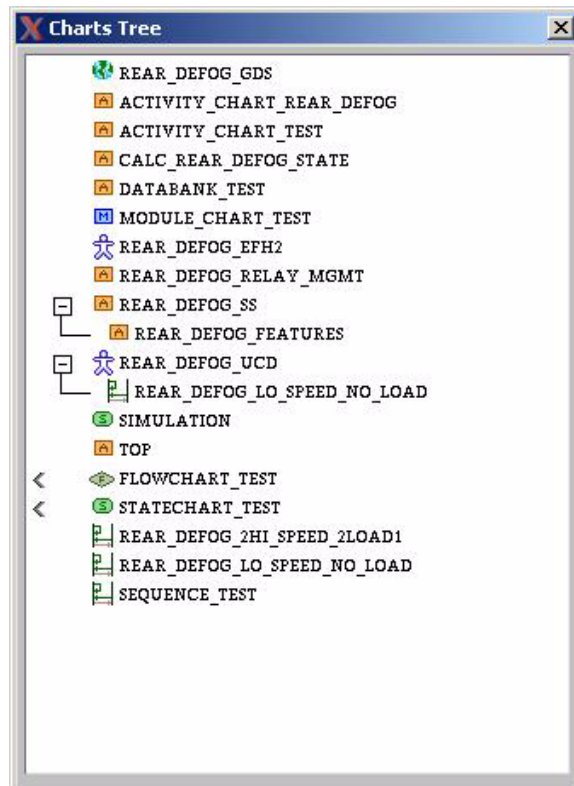 Charts Tree
REAR_DEFOG_GDS
A ACTIVITY_CHART_REAR_DEFOG
A ACTIVITY_CHART_TEST
A CALC_REAR_DEFOG_STATE
A DATABANK_TEST
M MODULE_CHART_TEST
REAR_DEFOG_EFH2
A REAR_DEFOG_RELAY_MGMT
A REAR_DEFOG_SS
A REAR_DEFOG_FEATURES
REAR_DEFOG_UCD
REAR_DEFOG_LO_SPEED_NO_LOAD
S SIMULATION
A TOP
F FLOWCHART_TEST
S STATECHART_TEST
REAR_DEFOG_2HI_SPEED_2LOAD1
REAR_DEFOG_LO_SPEED_NO_LOAD
SEQUENCE_TEST